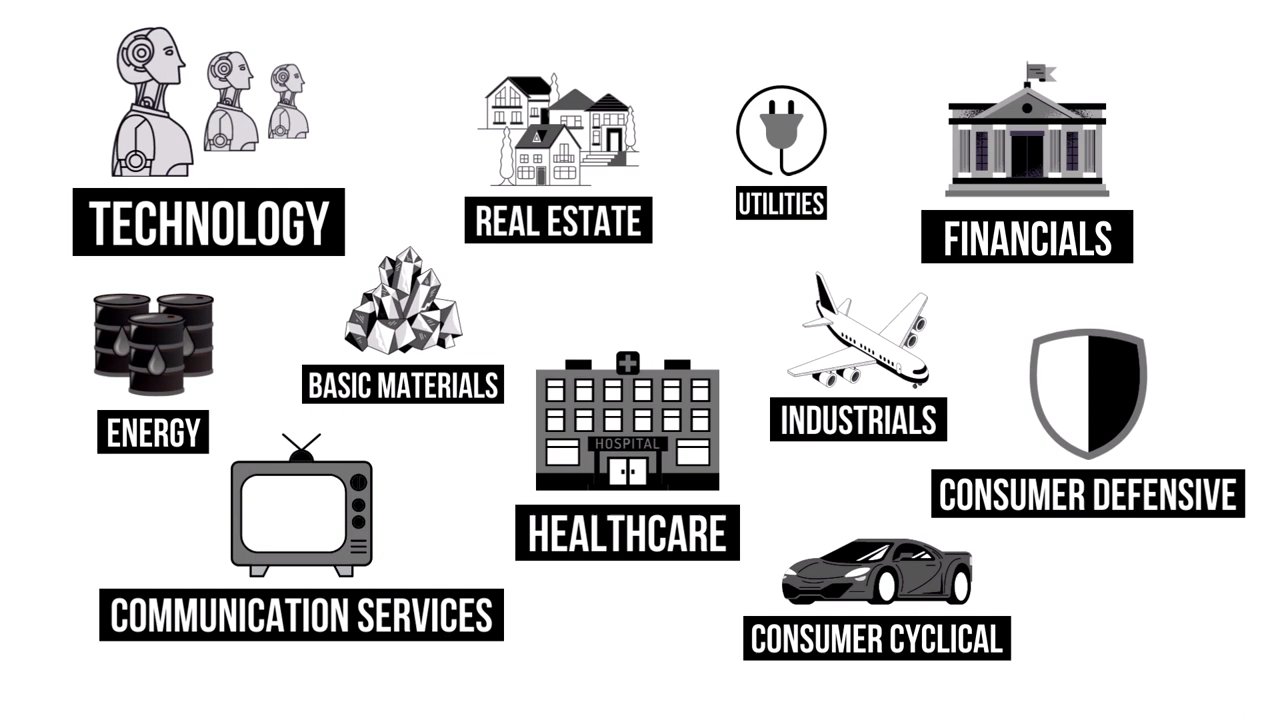 TECHNOLOGY
REAL ESTATE
UTILITIES
FINANCIALS
ENERGY
BASIC MATERIALS
HOSPITAL
HEALTHCARE
INDUSTRIALS
CONSUMER DEFENSIVE
COMMUNICATION SERVICES
CONSUMER CYCLICAL